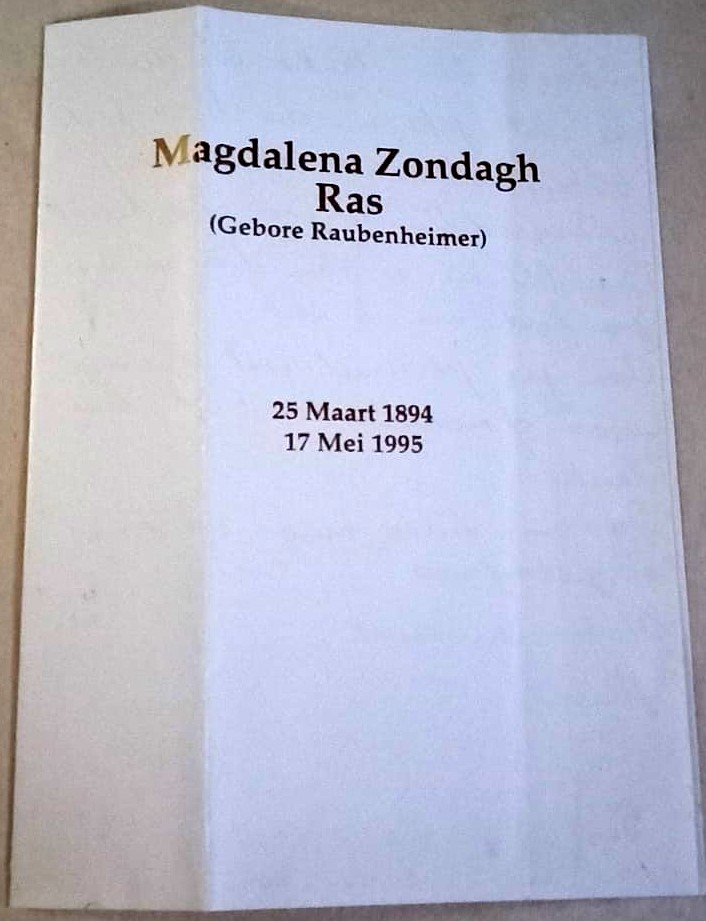 Magdalena Zondagh
Ras
(Gebore Raubenheimer)
25 Maart 1894
17 Mei 1995